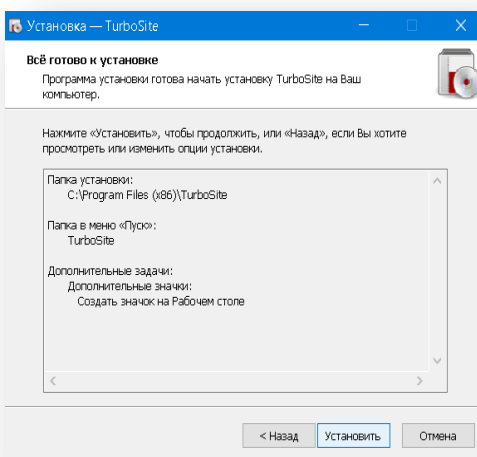 Установка — TurboSite
Всё готово к установке
Программа установки готова начать установку TurboSite на Ваш
компьютер.
Нажмите «Установить», чтобы продолжить, или «Назад», если Вы хотите
просмотреть или изменить опции установки.
Папка установки:
C:\Program Files (x86)\TurboSite
Папка в меню «Пуск»:
TurboSite
Дополнительные задачи:
Дополнительные значки:
Создать значок на Рабочем столе
< Назад
Установить
Отмена